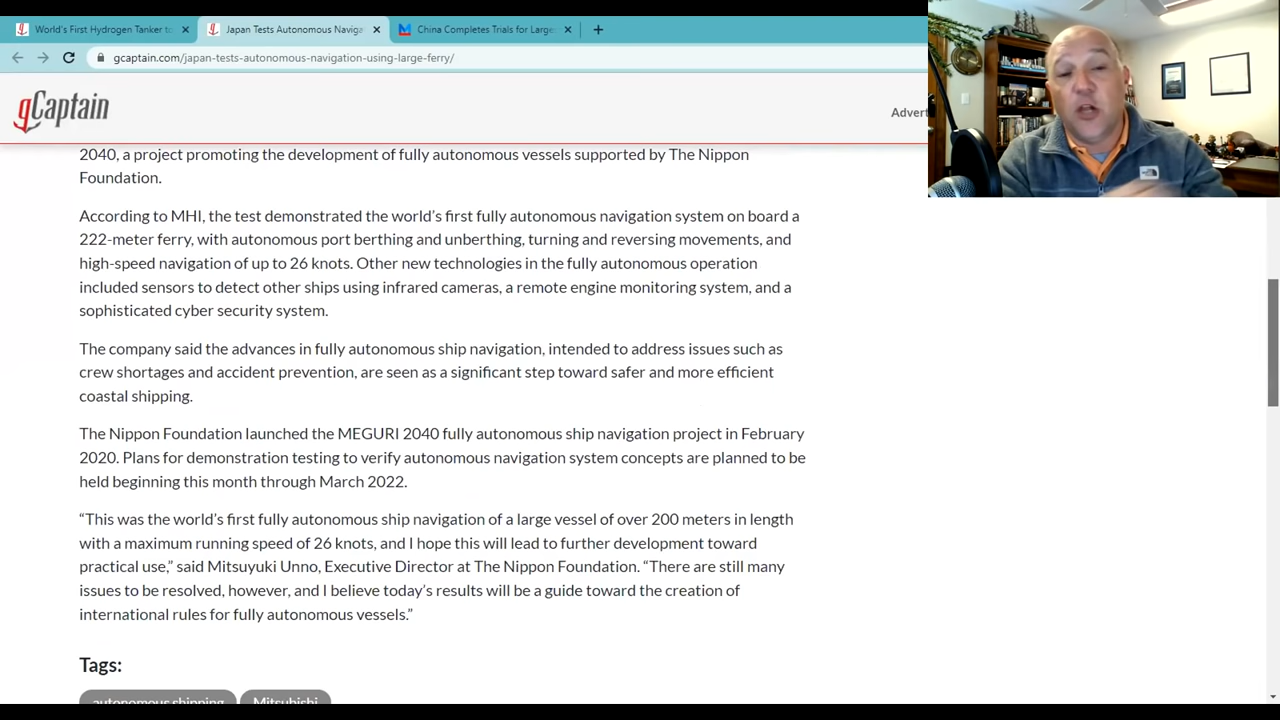 World's First Hydrogen Tanker to
Japan Tests Autonomous Naviga
China Completes Trials for Large
gcaptain.com/japan-tests-autonomous-navigation-using-large-ferry/
gCaptain
Advert
2040, a project promoting the development of fully autonomous vessels supported by The Nippon
Foundation.
According to MHI, the test demonstrated the world’s first fully autonomous navigation system on board a
222-meter ferry, with autonomous port berthing and unberthing, turning and reversing movements, and
high-speed navigation of up to 26 knots. Other new technologies in the fully autonomous operation
included sensors to detect other ships using infrared cameras, a remote engine monitoring system, and a
sophisticated cyber security system.
The company said the advances in fully autonomous ship navigation, intended to address issues such as
crew shortages and accident prevention, are seen as a significant step toward safer and more efficient
coastal shipping.
The Nippon Foundation launched the MEGURI 2040 fully autonomous ship navigation project in February
2020. Plans for demonstration testing to verify autonomous navigation system concepts are planned to be
held beginning this month through March 2022.
“This was the world’s first fully autonomous ship navigation of a large vessel of over 200 meters in length
with a maximum running speed of 26 knots, and I hope this will lead to further development toward
practical use,” said Mitsuyuki Unno, Executive Director at The Nippon Foundation. “There are still many
issues to be resolved, however, and I believe today’s results will be a guide toward the creation of
international rules for fully autonomous vessels.”
Tags:
autonomous shipping
Mitsubishi